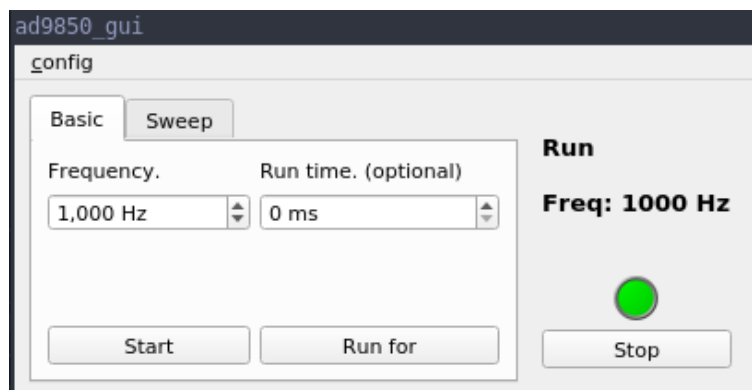 ad9850_gui
config
Basic
Sweep
Frequency.
Run time. (optional)
1,000 Hz
0 ms
Start
Run for
Run
Freq: 1000 Hz
Stop